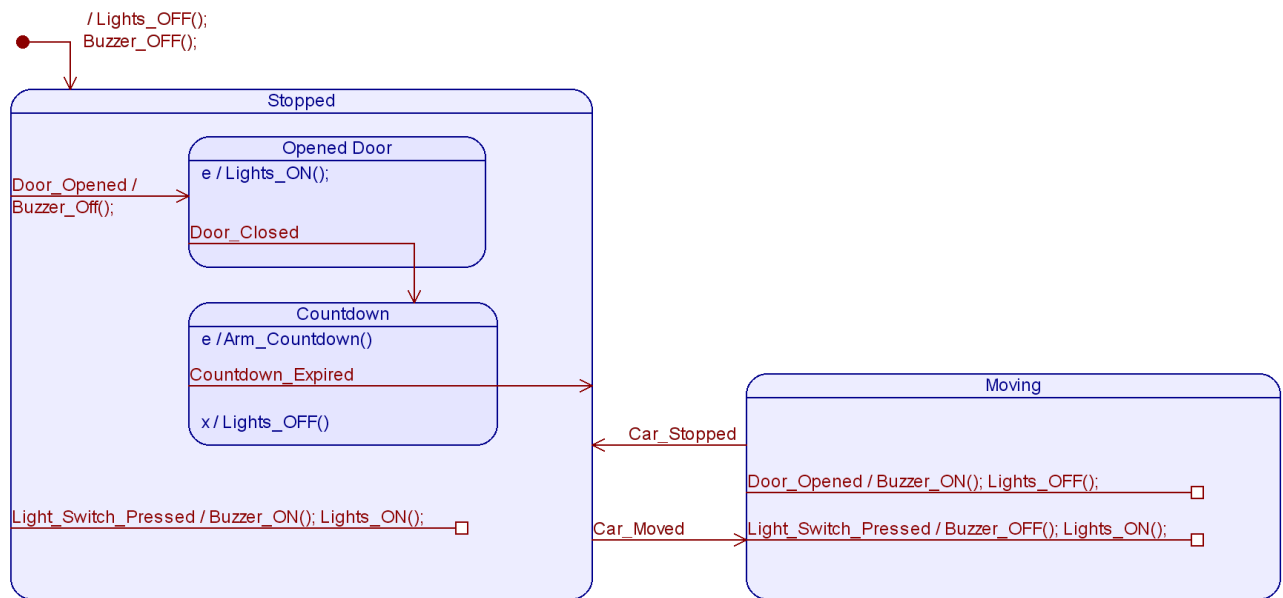 / Lights_OFF();
Buzzer_OFF();
Stopped
Opened Door
e / Lights_ON();
Door_Opened /
Buzzer_Off();
Door_Closed
Countdown
e / Arm_Countdown()
Countdown_Expired
x / Lights_OFF()
Light_Switch_Pressed / Buzzer_ON(); Lights_ON();
Car_Stopped
Car_Moved
Moving
Door_Opened / Buzzer_ON(); Lights_OFF();
Light_Switch_Pressed / Buzzer_OFF(); Lights_ON();